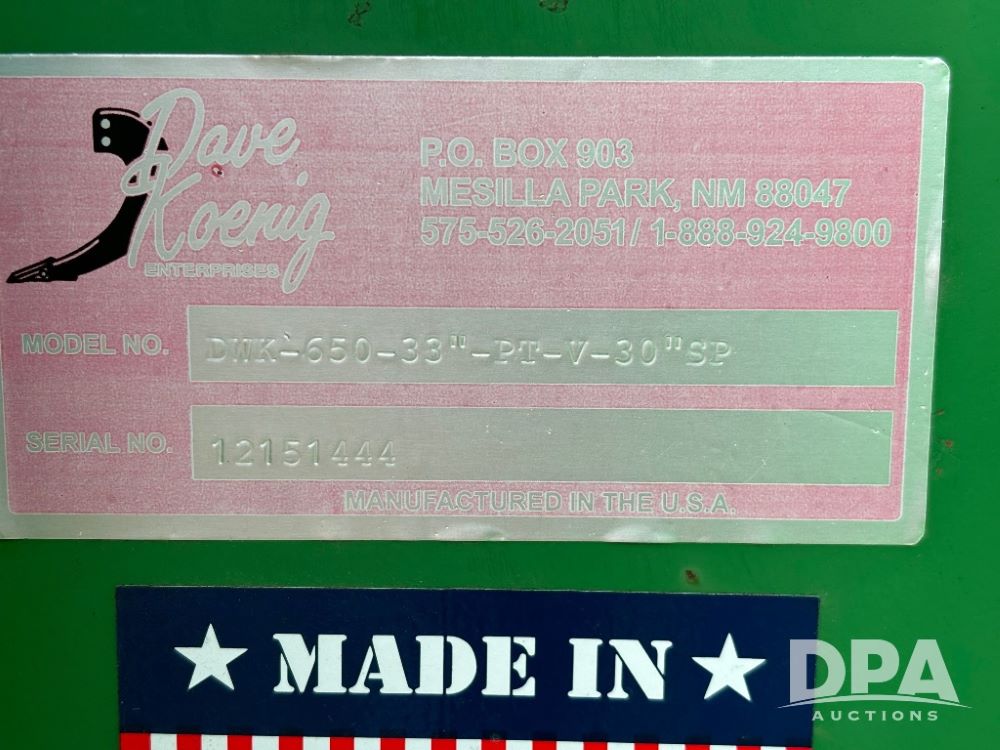 Dave
Koenig
ENTERPRISES
P.O. BOX 903
MESILLA PARK, NM 88047
575-526-2051/ 1-888-924-9800
MODEL NO. DWK-650-33"-PT-V-30"SP
SERIAL NO. 12151444
MANUFACTURED IN THE U.S.A.
MADE IN
DPA
AUCTIONS